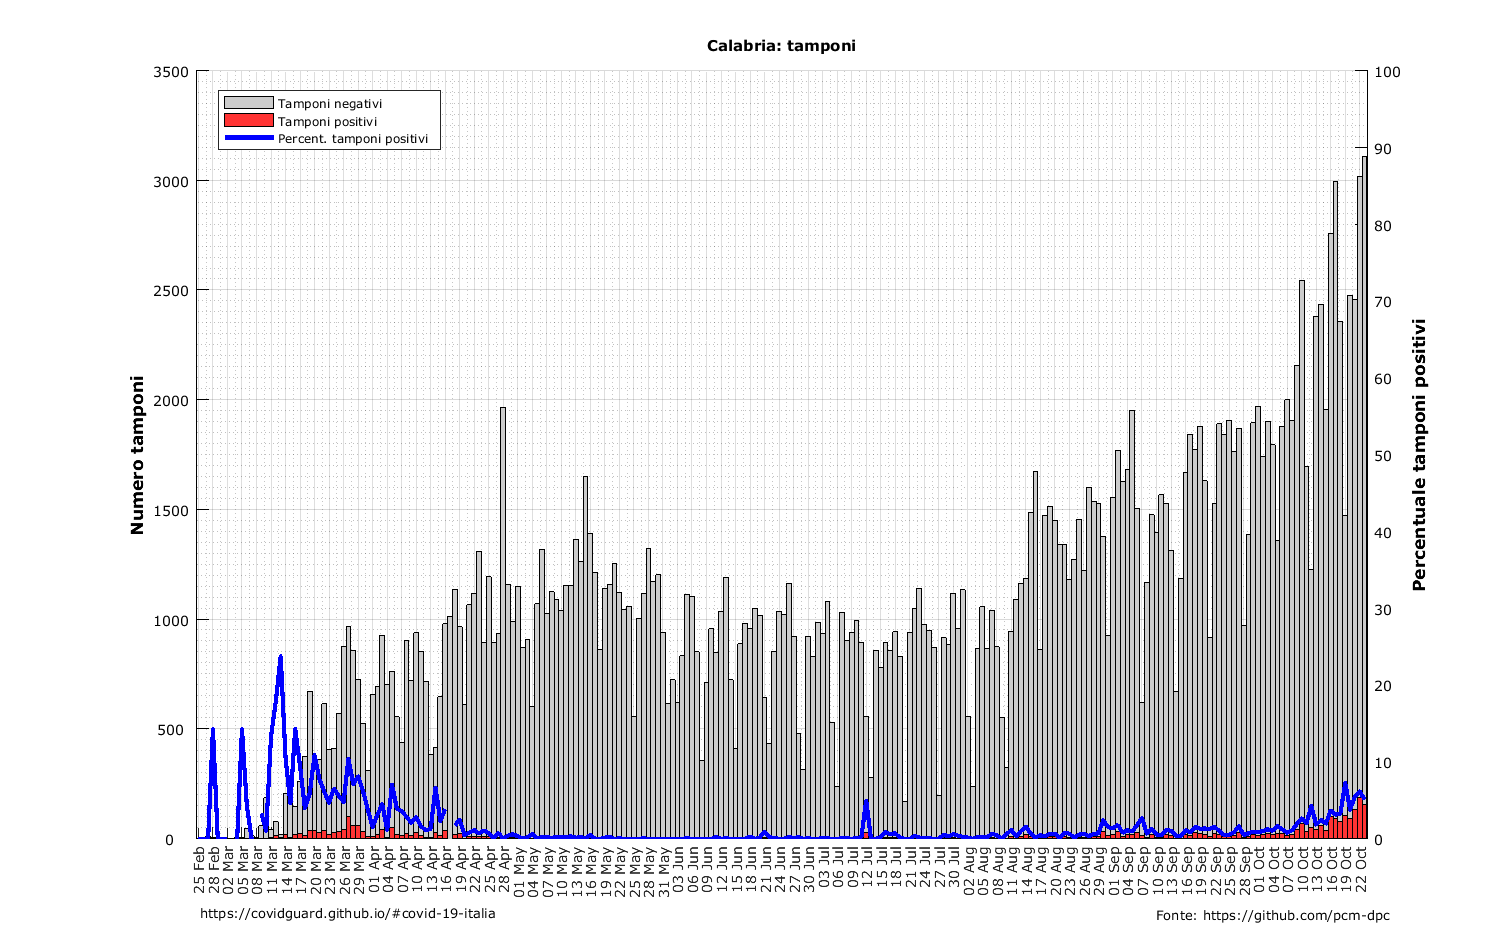 Calabria: tamponi
Tamponi negativi
Tamponi positivi
Percent. tamponi positivi
Numero tamponi
3500
3000
2500
2000
1500
1000
500
0
Percentuale tamponi positivi
100
90
80
70
60
50
40
30
20
10
0
25 Feb
28 Feb
02 Mar
05 Mar
08 Mar
11 Mar
14 Mar
17 Mar
20 Mar
23 Mar
26 Mar
29 Mar
01 Apr
04 Apr
07 Apr
10 Apr
13 Apr
16 Apr
19 Apr
22 Apr
25 Apr
28 Apr
01 May
04 May
07 May
10 May
13 May
16 May
19 May
22 May
25 May
28 May
31 May
03 Jun
06 Jun
09 Jun
12 Jun
15 Jun
18 Jun
21 Jun
24 Jun
27 Jun
30 Jun
03 Jul
06 Jul
09 Jul
12 Jul
15 Jul
18 Jul
21 Jul
24 Jul
27 Jul
30 Jul
02 Aug
05 Aug
08 Aug
11 Aug
14 Aug
17 Aug
20 Aug
23 Aug
26 Aug
29 Aug
01 Sep
04 Sep
07 Sep
10 Sep
13 Sep
16 Sep
19 Sep
22 Sep
25 Sep
28 Sep
01 Oct
04 Oct
07 Oct
10 Oct
13 Oct
16 Oct
19 Oct
22 Oct
https://covidguard.github.io/#covid-19-italia
Fonte: https://github.com/pcm-dpc